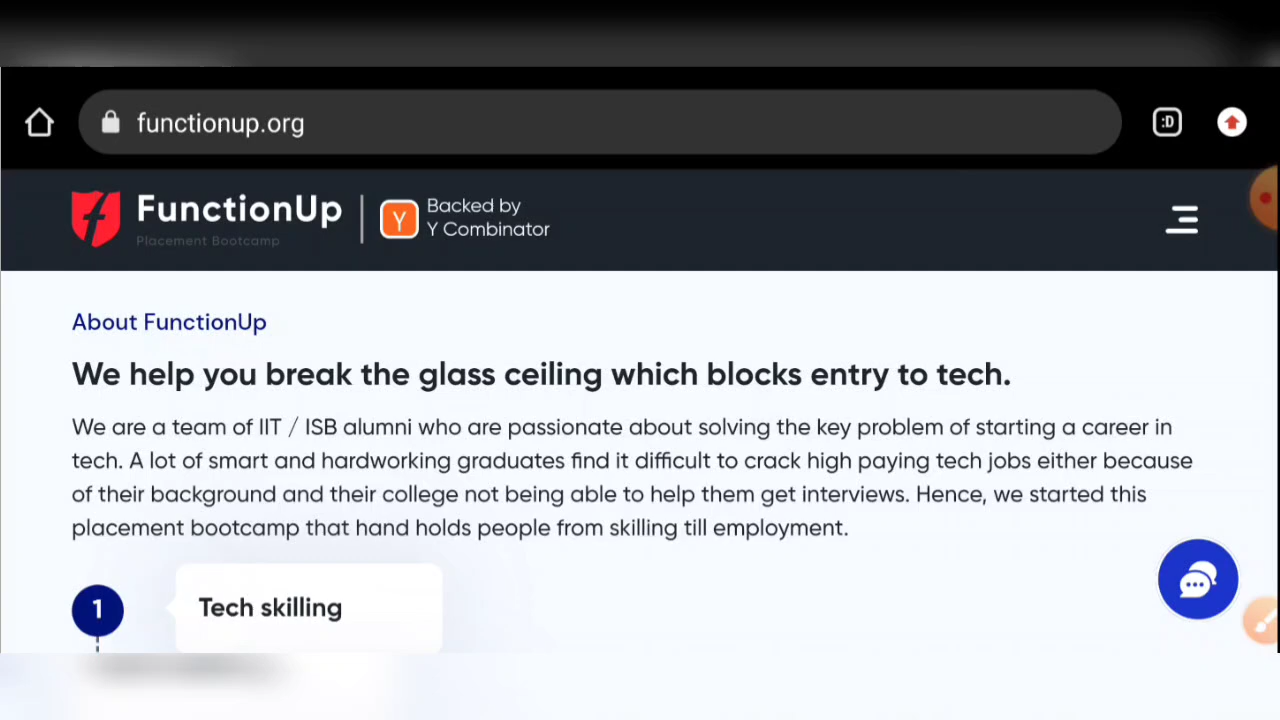 functionup.org
:D
FunctionUp
Placement Bootcamp
Y
Backed by
Y Combinator
About FunctionUp
We help you break the glass ceiling which blocks entry to tech.
We are a team of IIT / ISB alumni who are passionate about solving the key problem of starting a career in
tech. A lot of smart and hardworking graduates find it difficult to crack high paying tech jobs either because
of their background and their college not being able to help them get interviews. Hence, we started this
placement bootcamp that hand holds people from skilling till employment.
1
Tech skilling